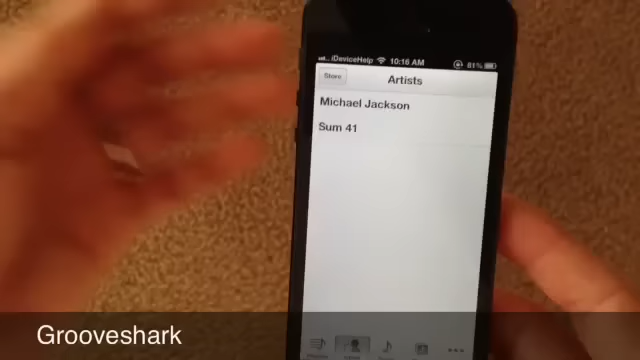 iDeviceHelp 10:16 AM 81%
Store Artists
Michael Jackson
Sum 41
Grooveshark